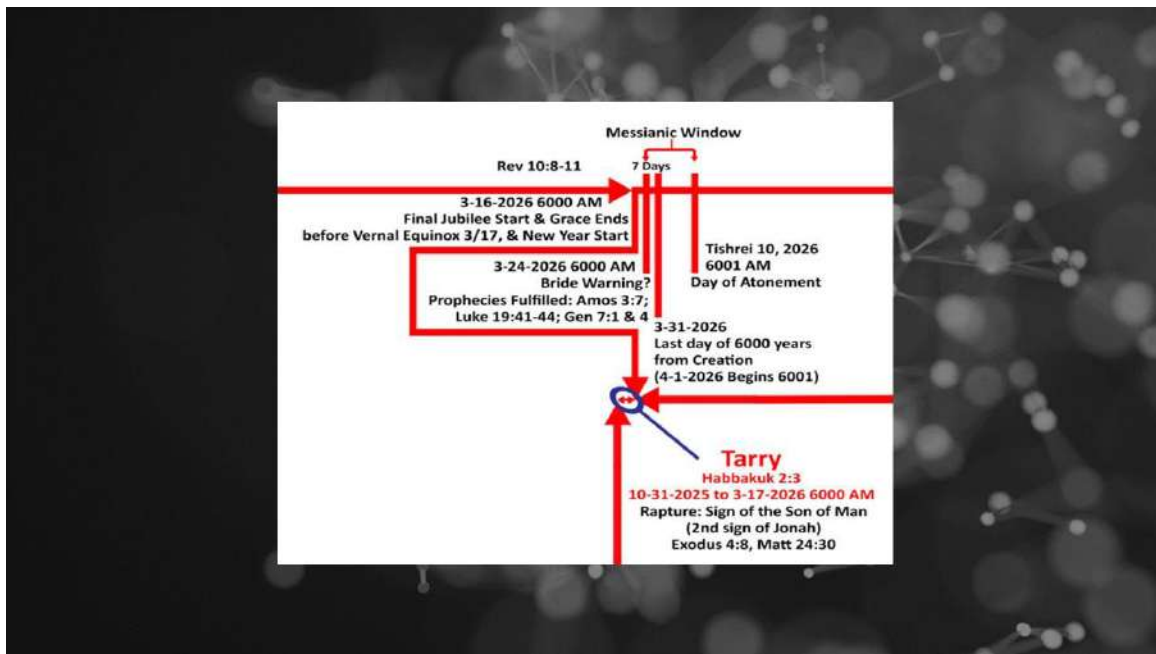 Messianic Window
Rev 10:8-11
7 Days
3-16-2026 6000 AM
Final Jubilee Start & Grace Ends
before Vernal Equinox 3/17, & New Year Start
Tishrei 10, 2026
6001 AM
Day of Atonement
3-24-2026 6000 AM
Bride Warning?
Prophecies Fulfilled: Amos 3:7;
Luke 19:41-44; Gen 7:1 & 4
3-31-2026
Last day of 6000 years
from Creation
(4-1-2026 Begins 6001)
Tarry
Habbakuk 2:3
10-31-2025 to 3-17-2026 6000 AM
Rapture: Sign of the Son of Man
(2nd sign of Jonah)
Exodus 4:8, Matt 24:30